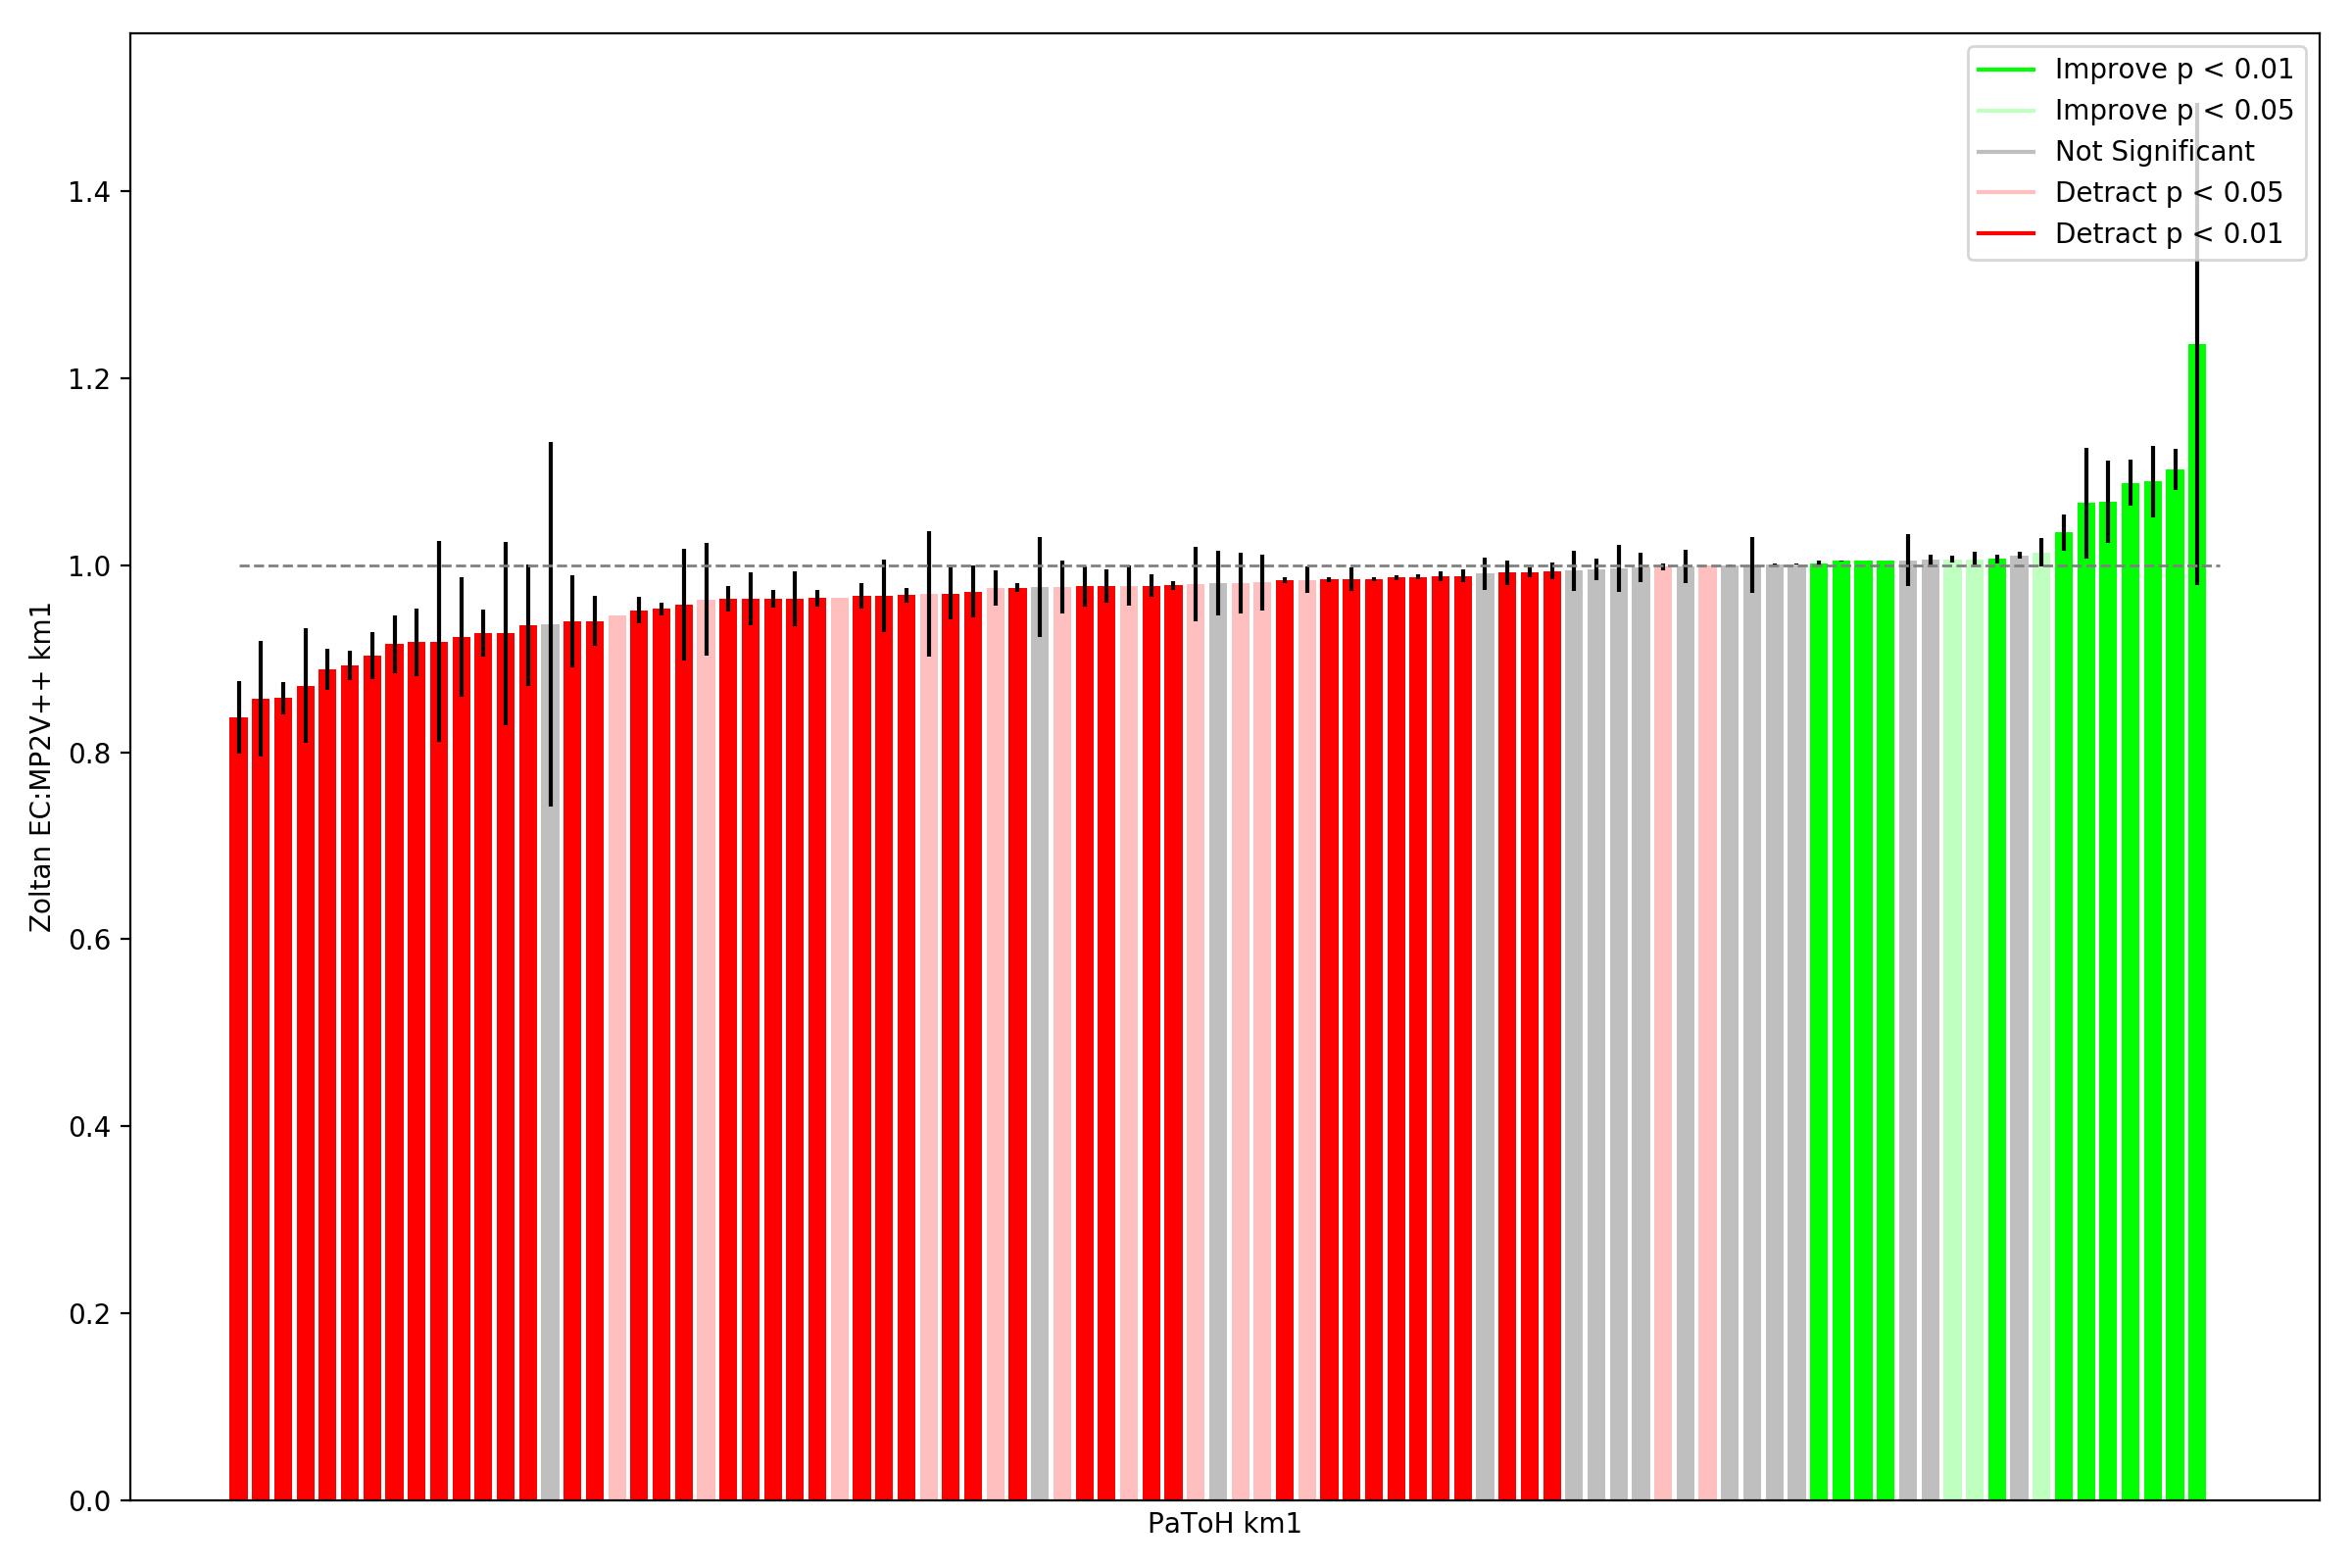 Improve p < 0.01
Improve p < 0.05
Not Significant
Detract p < 0.05
Detract p < 0.01
1.4
1.2
1.0
0.8
0.6
0.4
0.2
0.0
Zoltan EC:MP2V++ km1
PaToH km1